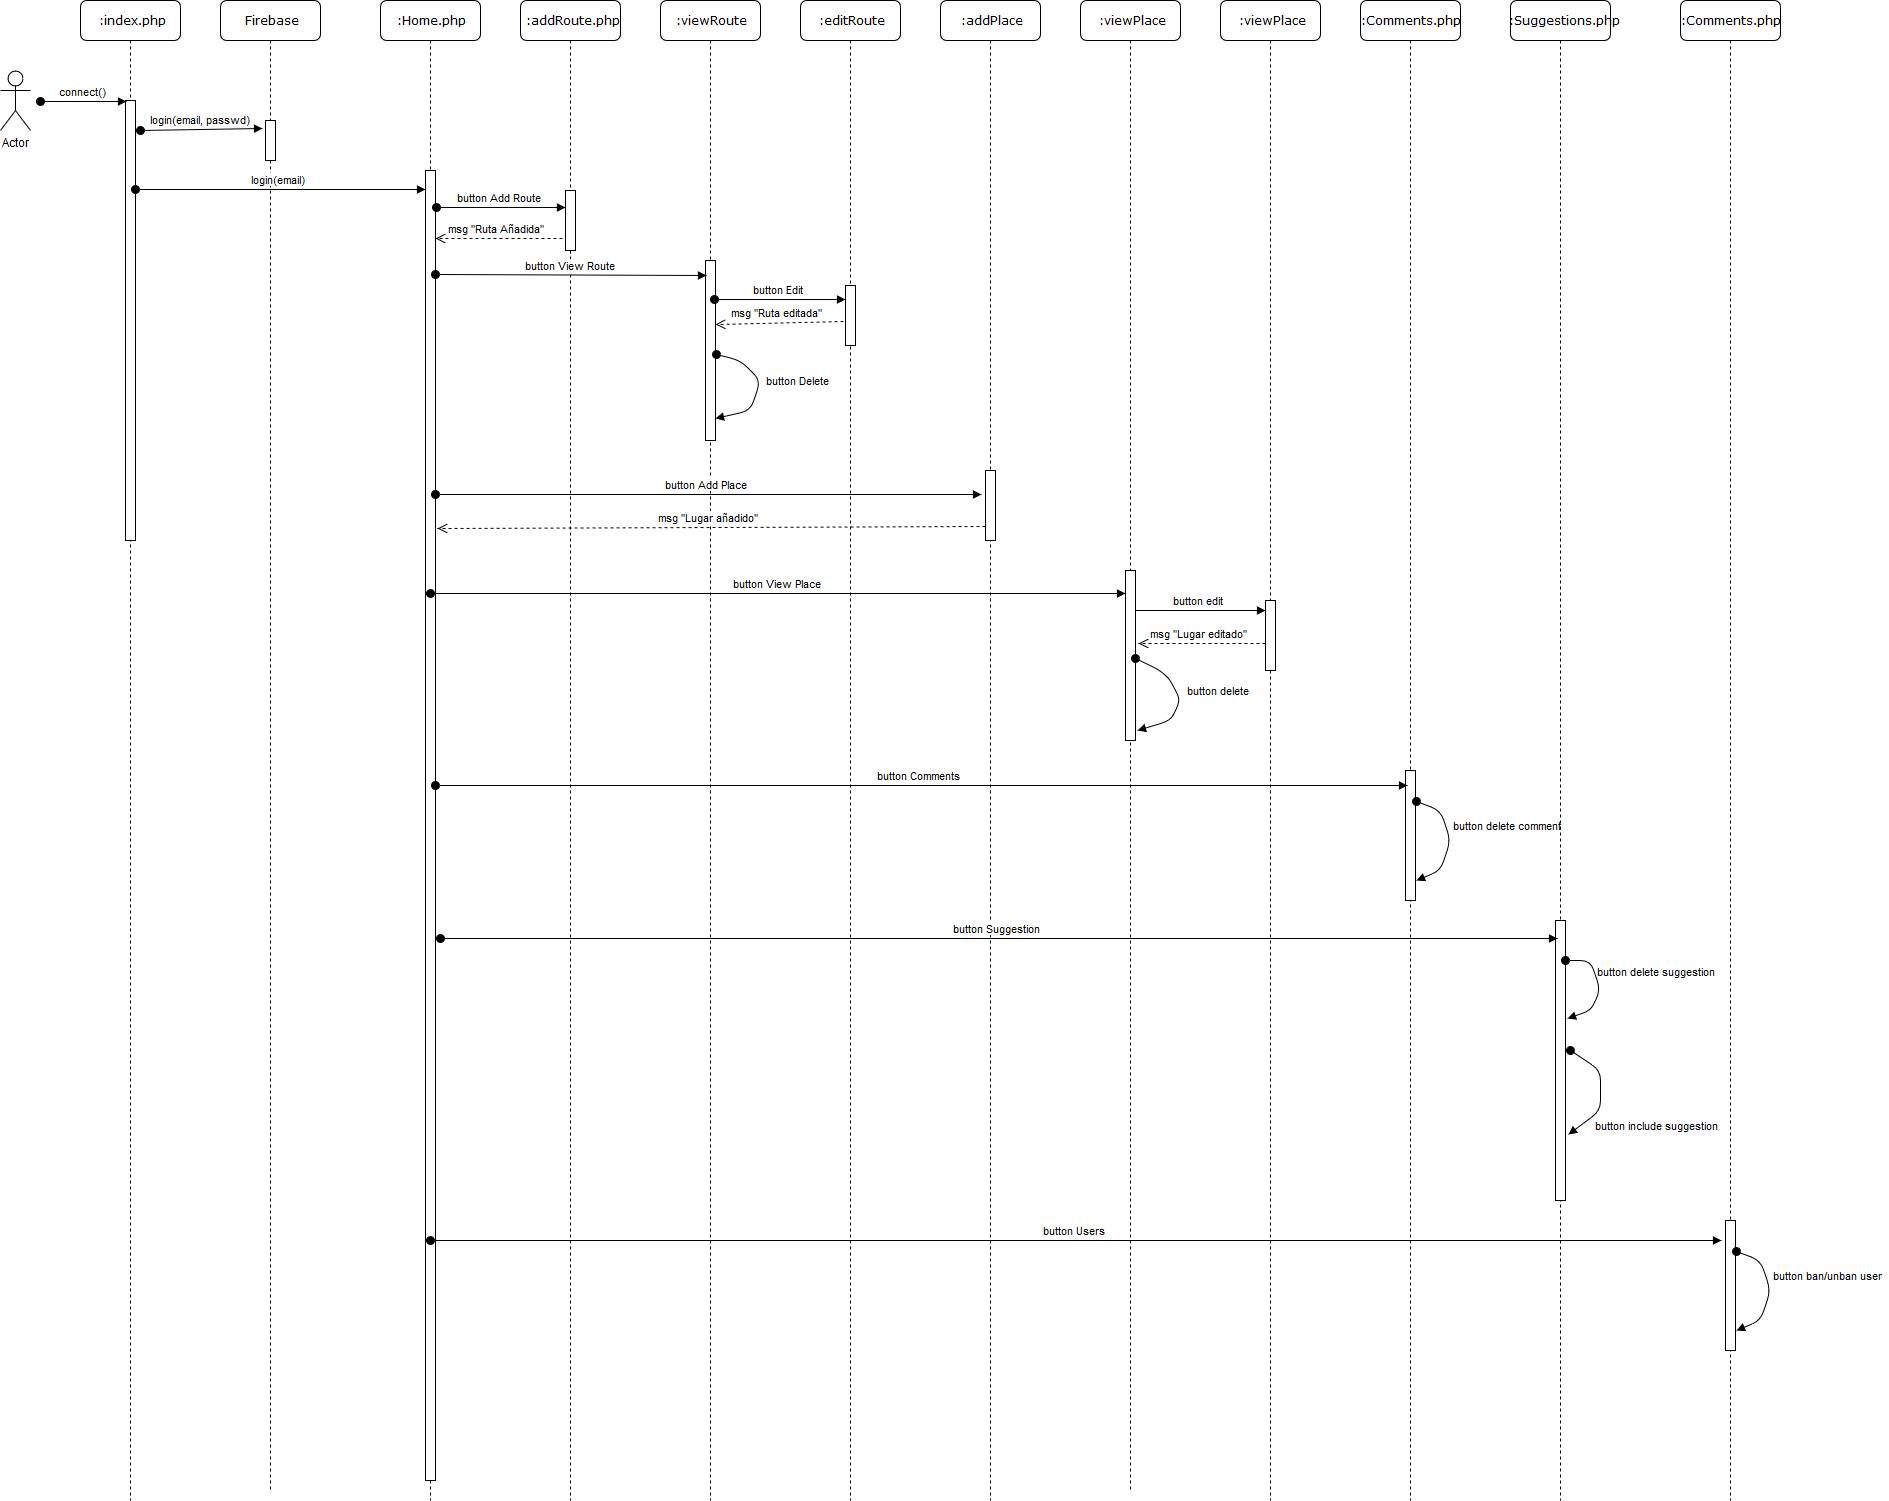 :index.php
Firebase
:Home.php
:addRoute.php
:viewRoute
:editRoute
:addPlace
:viewPlace
:viewPlace
:Comments.php
:Suggestions.php
:Comments.php
connect()
Actor
login(email, passwd)
login(email)
button Add Route
msg "Ruta Añadida"
button View Route
button Edit
msg "Ruta editada"
button Delete
button Add Place
msg "Lugar añadido"
button View Place
button edit
msg "Lugar editado"
button delete
button Comments
button delete comment
button Suggestion
button delete suggestion
button include suggestion
button Users
button ban/unban user